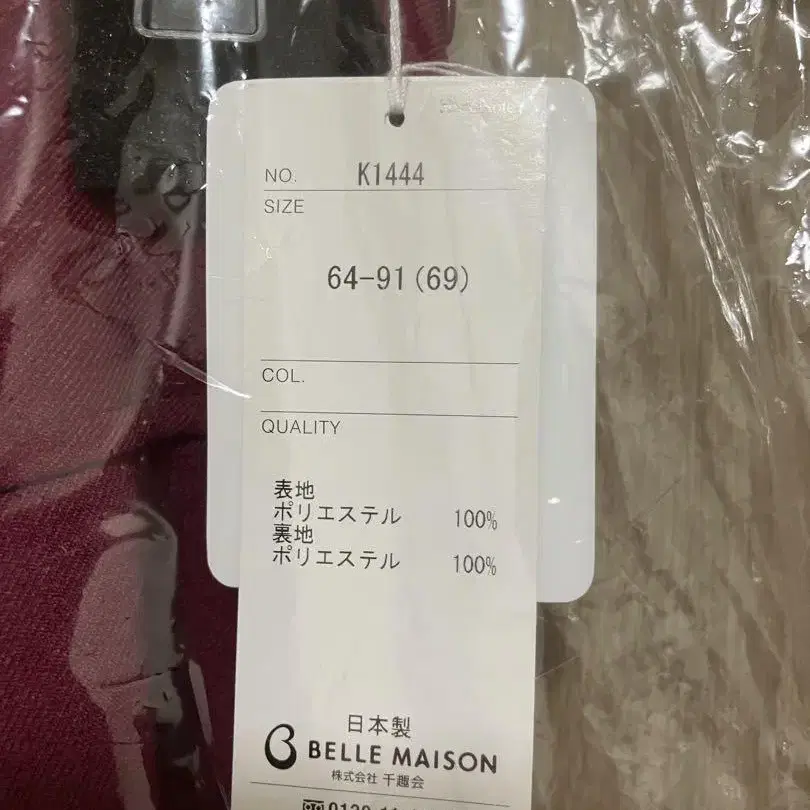 NO. K1444
SIZE
64-91(69)
COL.
QUALITY
表地
ポリエステル 100%
裏地
ポリエステル 100%
日本製
BELLE MAISON
株式会社 千趣会